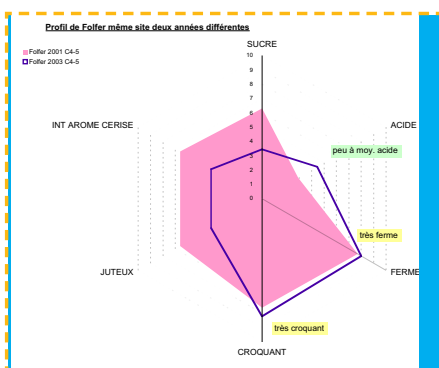 Profil de Folfer même site deux années différentes
SUCRE
Folfer 2001 C4-5
Folfer 2003 C4-5
10
9
8
7
6
5
4
3
2
1
0
INT AROME CERISE
ACIDE
peu à moy. acide
très ferme
JUTEUX
FERME
très croquant
CROQUANT